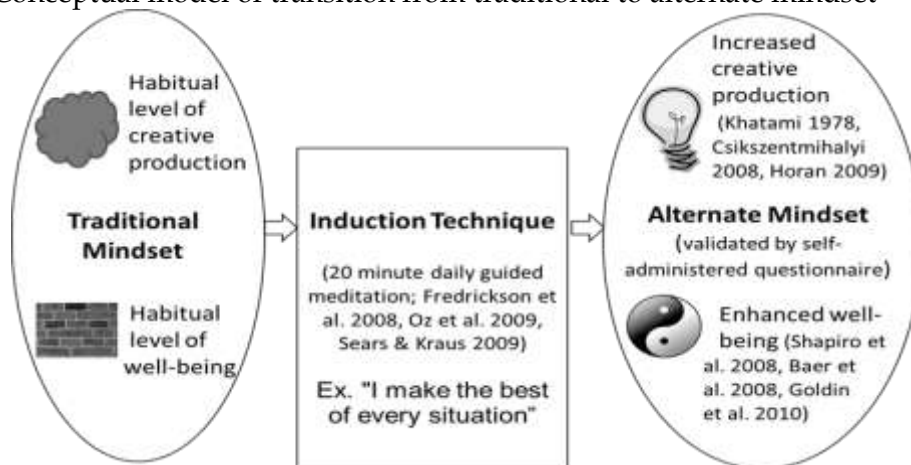 Conceptual model of transition from traditional to alternate mindset
Habitual
level of
creative
production
Traditional
Mindset
Habitual
level of
well-being
Induction Technique
(20 minute daily guided
meditation; Fredrickson et
al. 2008, Oz et al. 2009,
Sears & Kraus 2009)
Ex. "I make the best
of every situation”
Increased
creative
production
(Khatami 1978,
Csikszentmihalyi
2008, Horan 2009)
Alternate Mindset
(validated by self-
administered questionnaire)
Enhanced well-
being (Shapiro et
al. 2008, Baer et
al. 2008, Goldin
et al. 2010)